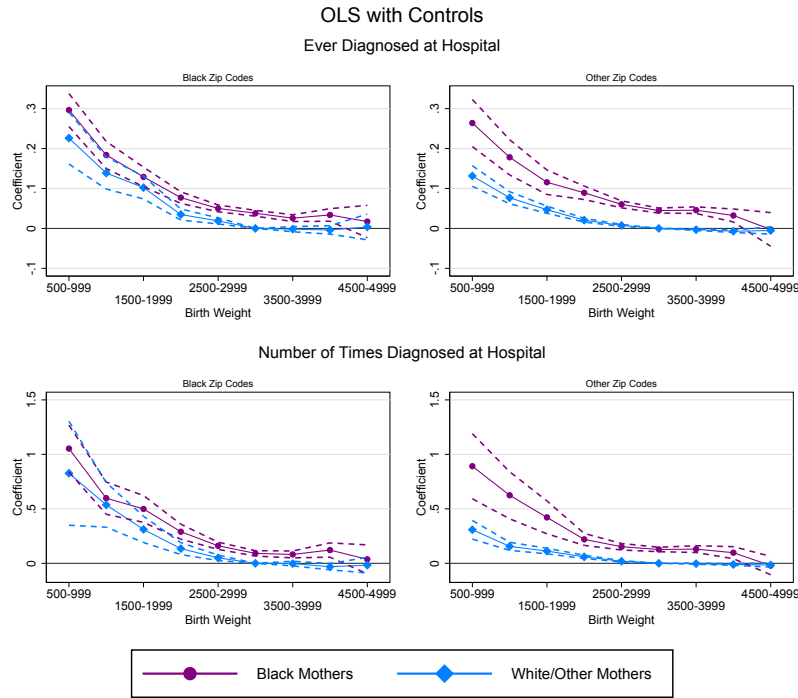 OLS with Controls
Ever Diagnosed at Hospital
Black Zip Codes
Other Zip Codes
Coefficient
.3
.2
.1
0
-.1
500-999
1500-1999
2500-2999
3500-3999
4500-4999
Birth Weight
Coefficient
.3
.2
.1
0
-.1
500-999
1500-1999
2500-2999
3500-3999
4500-4999
Birth Weight
Number of Times Diagnosed at Hospital
Black Zip Codes
Other Zip Codes
Coefficient
1.5
1
.5
0
500-999
1500-1999
2500-2999
3500-3999
4500-4999
Birth Weight
Coefficient
1.5
1
.5
0
500-999
1500-1999
2500-2999
3500-3999
4500-4999
Birth Weight
Black Mothers
White/Other Mothers